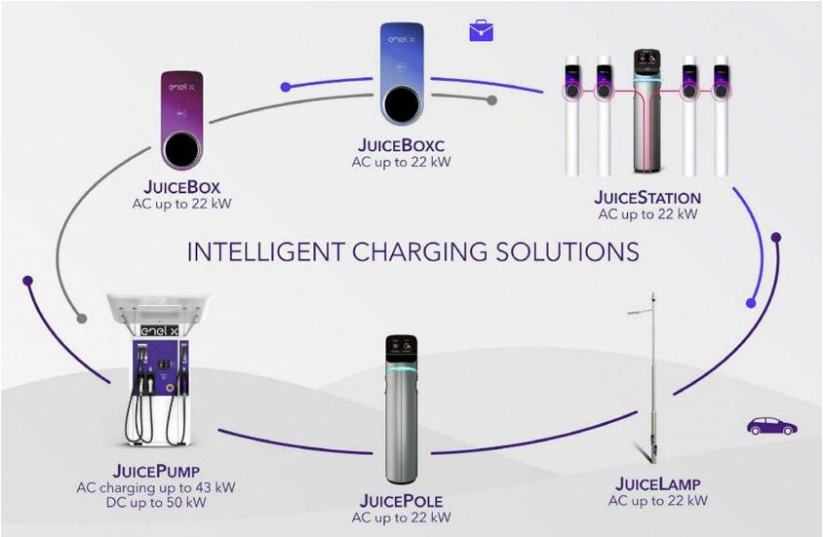 enel x
enel x
JUICEBOXC
AC up to 22 kW
JUICEBOX
AC up to 22 kW
JUICESTATION
AC up to 22 kW
INTELLIGENT CHARGING SOLUTIONS
enel x
JUICEPUMP
AC charging up to 43 kW
DC up to 50 kW
JUICEPOLE
AC up to 22 kW
JUICELAMP
AC up to 22 kW